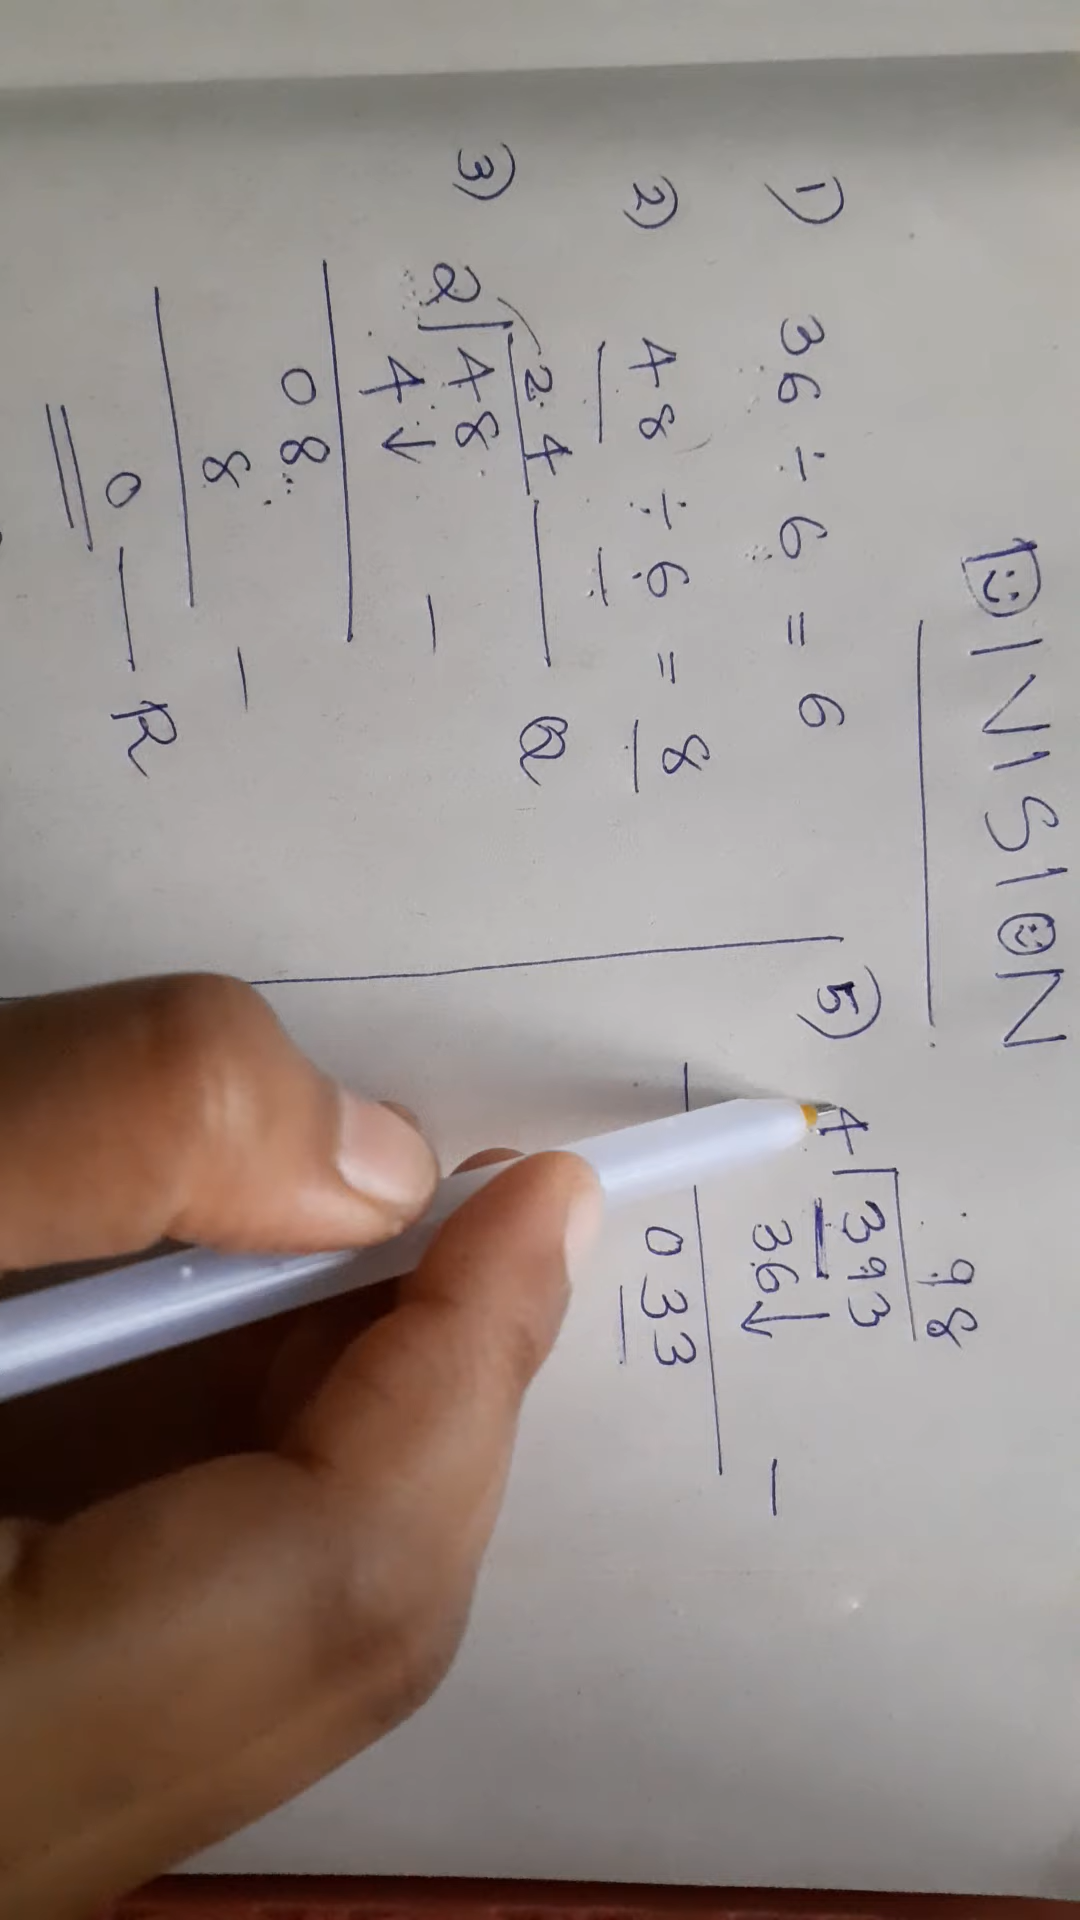 DIVISION
1) 36 ÷ 6 = 6
2) 48 ÷ 6 = 8
3)
24 — Q
2 48
4↓ −
08
8 −
0 — R
5)
98
4 393
36↓ −
033